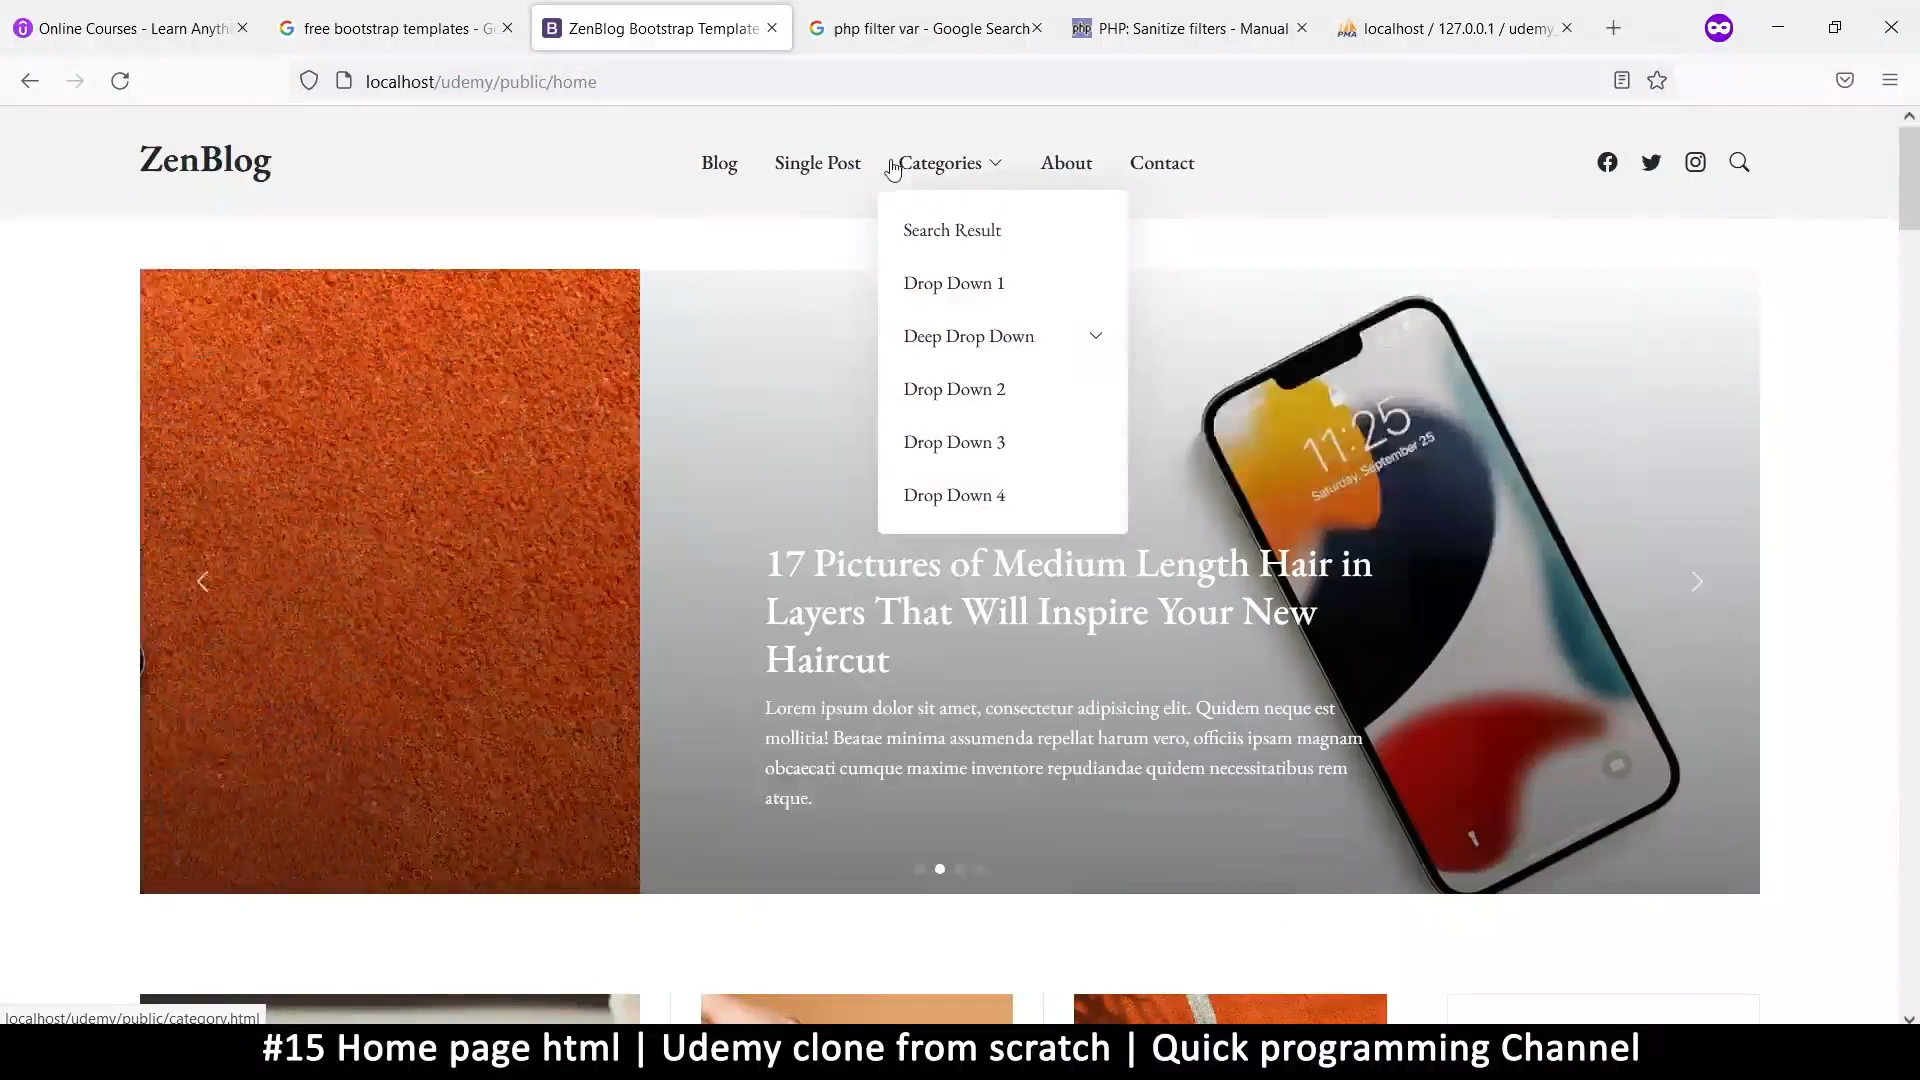 Online Courses - Learn Anythi
free bootstrap templates - Go
ZenBlog Bootstrap Template
php filter var - Google Search
php PHP: Sanitize filters - Manual
PMA localhost / 127.0.0.1 / udemy_
localhost/udemy/public/home
ZenBlog
Blog
Single Post
Categories
About
Contact
Search Result
Drop Down 1
Deep Drop Down
Drop Down 2
Drop Down 3
Drop Down 4
11:25
Saturday, September 25
17 Pictures of Medium Length Hair in
Layers That Will Inspire Your New
Haircut
Lorem ipsum dolor sit amet, consectetur adipisicing elit. Quidem neque est
mollitia! Beatae minima assumenda repellat harum vero, officiis ipsam magnam
obcaecati cumque maxime inventore repudiandae quidem necessitatibus rem
atque.
localhost/udemy/public/category.html
#15 Home page html | Udemy clone from scratch | Quick programming Channel